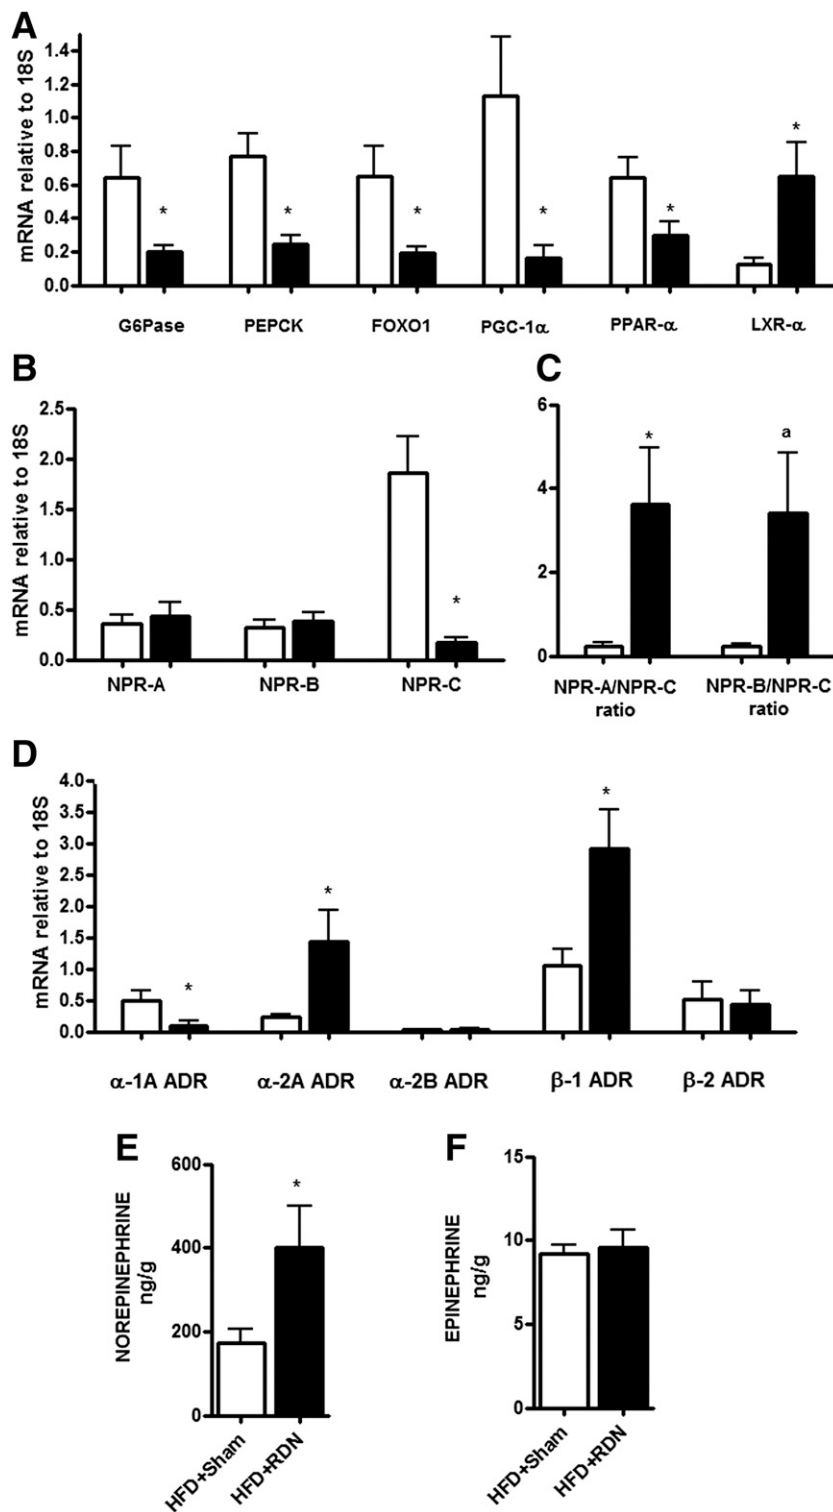 A
mRNA relative to 18S
1.4
1.2
1.0
0.8
0.6
0.4
0.2
0.0
* * * * * *
G6Pase PEPCK FOXO1 PGC-1α PPAR-α LXR-α
B
mRNA relative to 18S
2.5
2.0
1.5
1.0
0.5
0.0
*
NPR-A NPR-B NPR-C
C
6
4
2
0
* a
NPR-A/NPR-C NPR-B/NPR-C
ratio ratio
D
mRNA relative to 18S
4.0
3.5
3.0
2.5
2.0
1.5
1.0
0.5
0.0
* * *
α-1A ADR α-2A ADR α-2B ADR β-1 ADR β-2 ADR
E
NOREPINEPHRINE
ng/g
600
400
200
0
*
HFD+Sham HFD+RDN
F
EPINEPHRINE
ng/g
15
10
5
0
HFD+Sham HFD+RDN